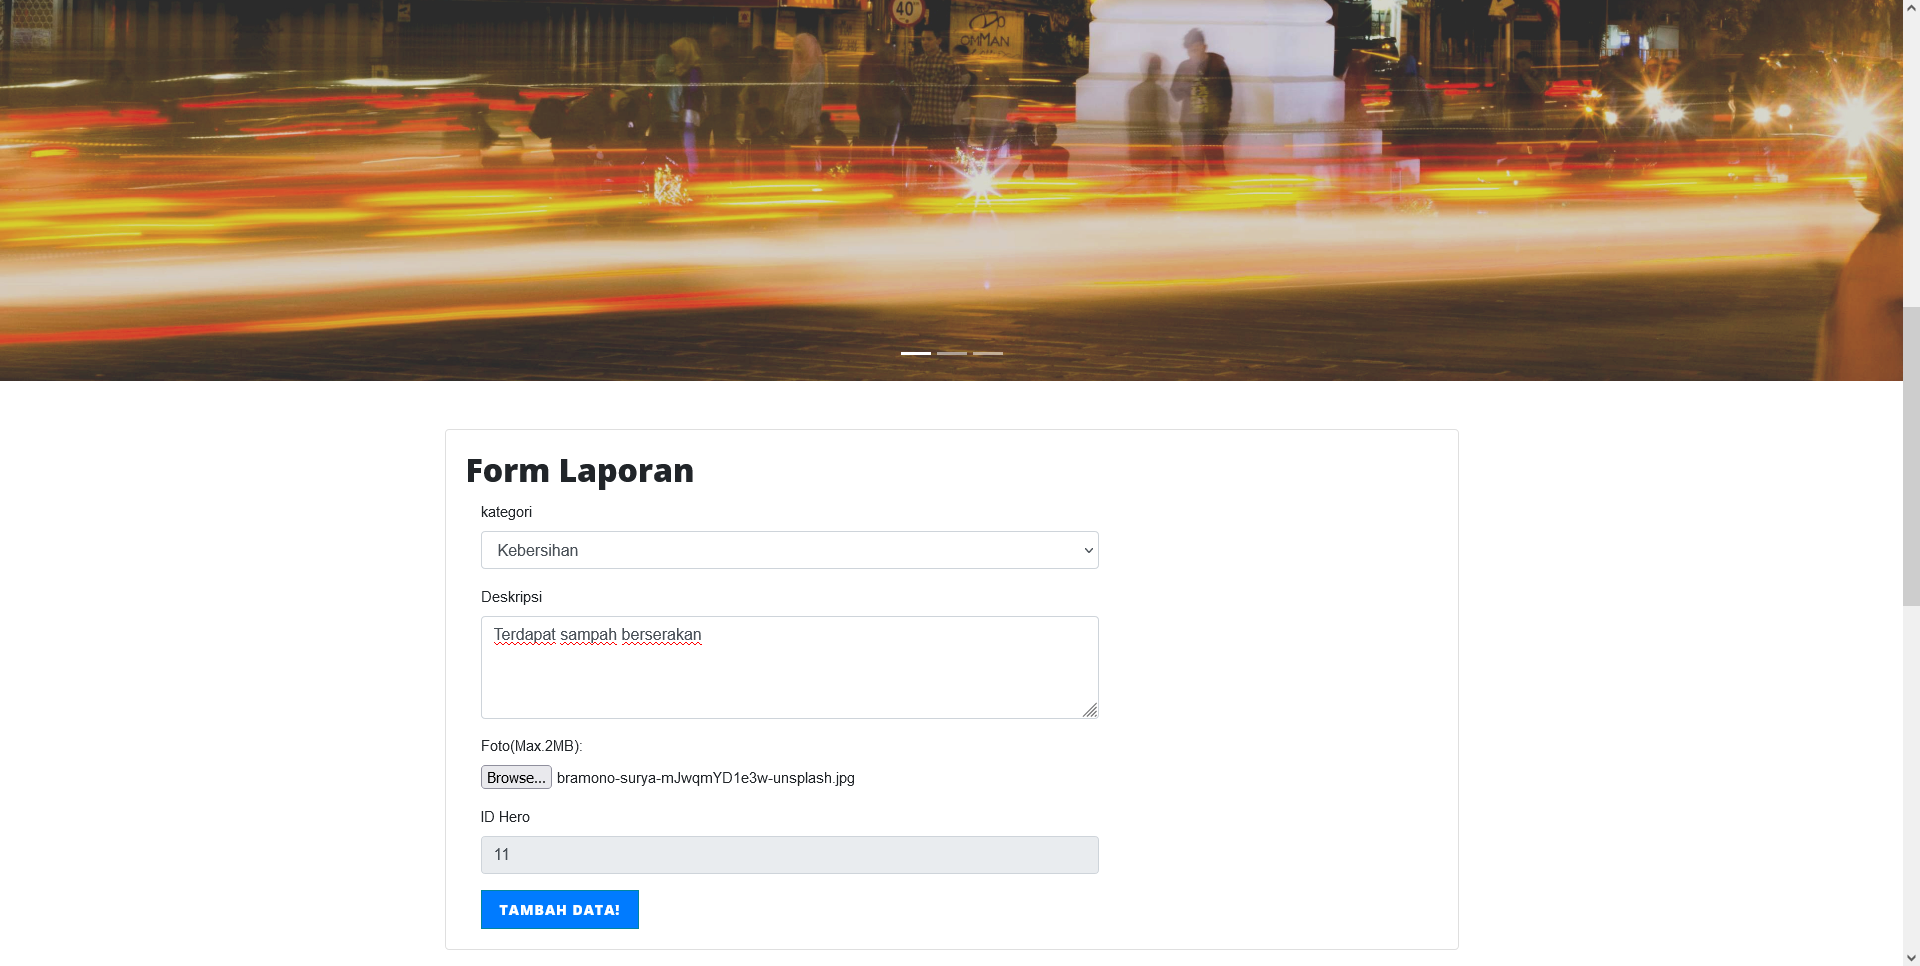 40
OMMAN
Form Laporan
kategori
Kebersihan
Deskripsi
Terdapat sampah berserakan
Foto(Max.2MB):
Browse... bramono-surya-mJwqmYD1e3w-unsplash.jpg
ID Hero
11
TAMBAH DATA!